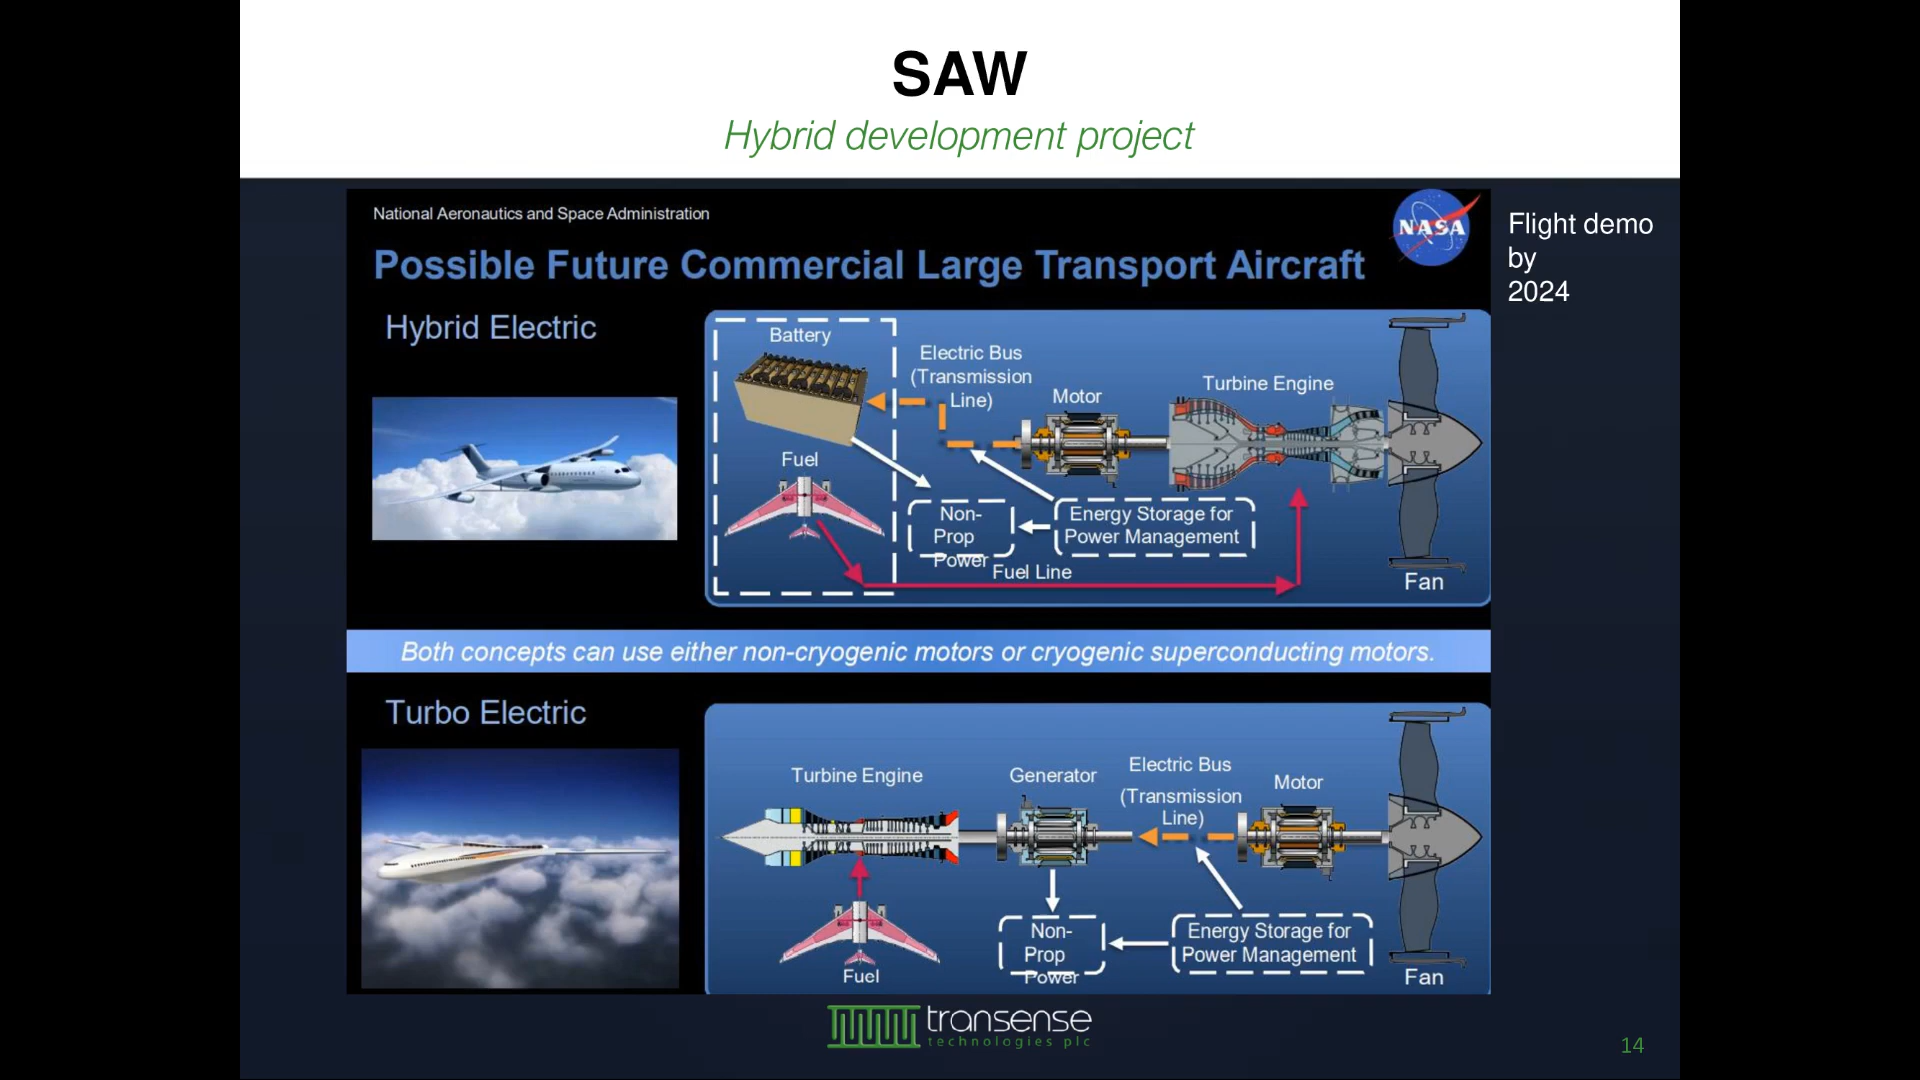 SAW
Hybrid development project
National Aeronautics and Space Administration
NASA
Possible Future Commercial Large Transport Aircraft
Flight demo
by
2024
Hybrid Electric
Battery
Electric Bus
(Transmission
Line)
Motor
Turbine Engine
Fuel
Non-
Prop
Power
Energy Storage for
Power Management
Fuel Line
Fan
Both concepts can use either non-cryogenic motors or cryogenic superconducting motors.
Turbo Electric
Turbine Engine
Generator
Electric Bus
(Transmission
Line)
Motor
Fuel
Non-
Prop
Power
Energy Storage for
Power Management
Fan
transense
technologies plc
14